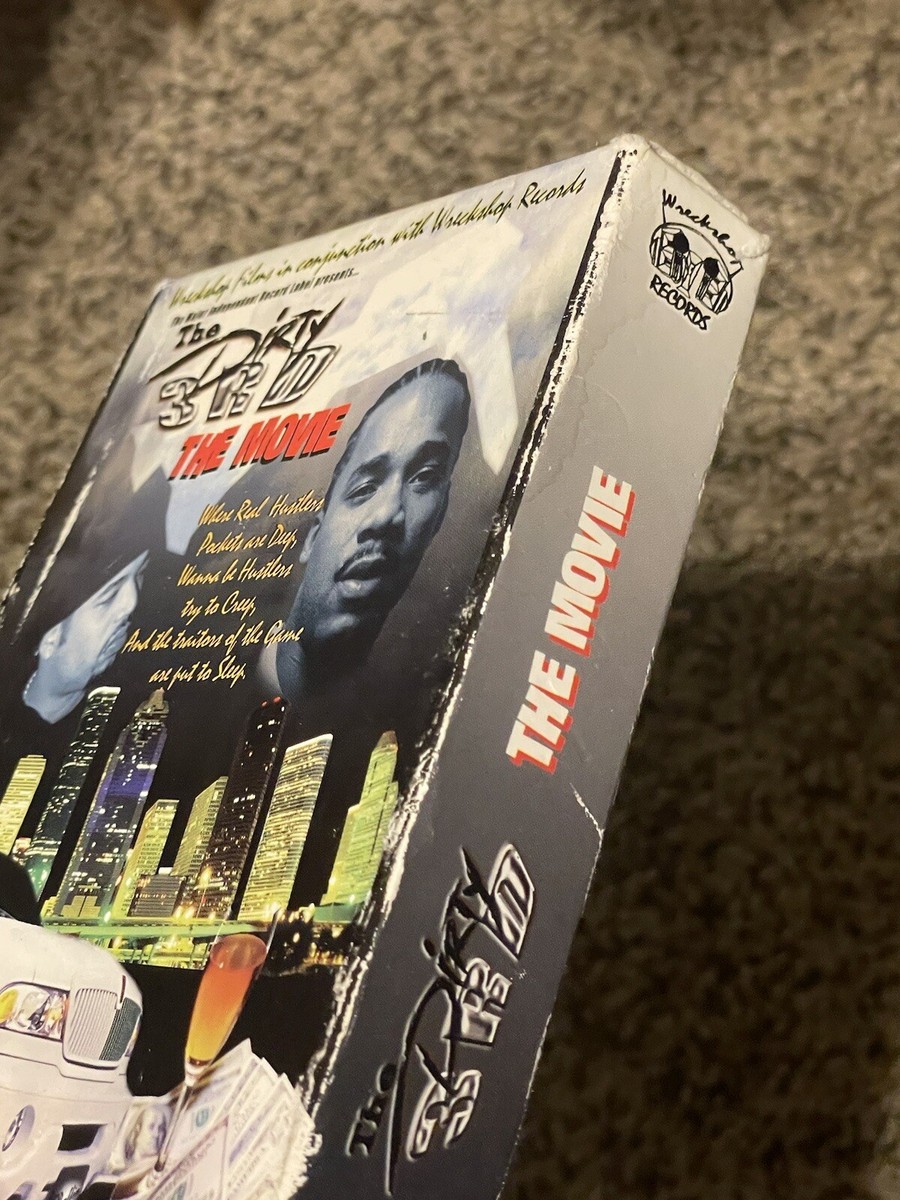 Wreckshop Films in conjunction with Wreckshop Records
The Major Independent Record Label presents...
The Dirty
3RD
THE MOVIE
Where Real Hustlers
Pockets are Deep,
Wanna be Hustlers
try to Creep,
And the traitors of the Game
are put to Sleep.
Wreckshop
RECORDS
THE MOVIE
The Dirty
3RD